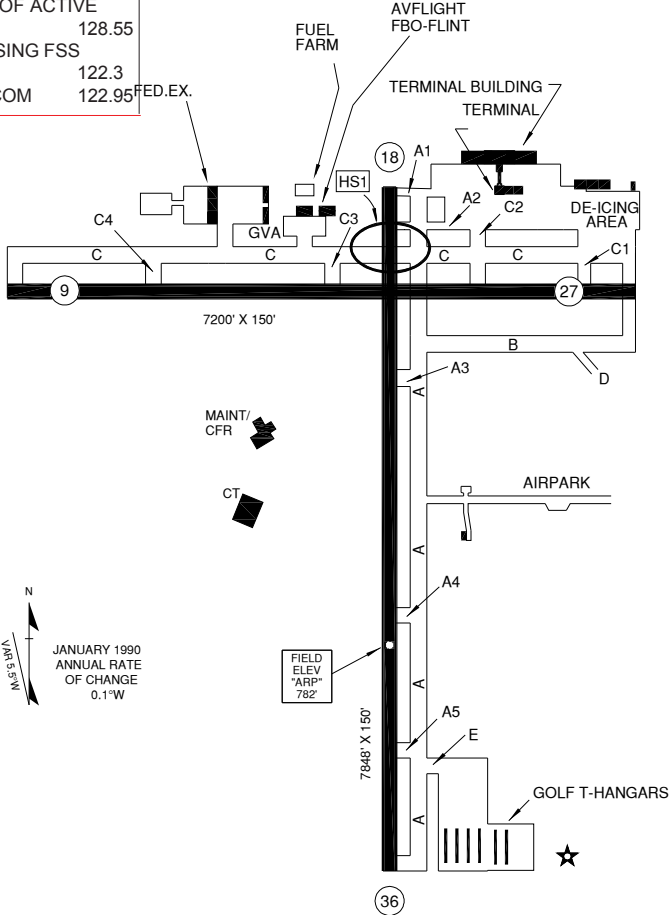 OF ACTIVE
128.55
SING FSS
122.3
COM 122.95
FED.EX.
FUEL
FARM
AVFLIGHT
FBO-FLINT
TERMINAL BUILDING
TERMINAL
18
A1
HS1
A2
C2
DE-ICING
AREA
C4
GVA
C3
C1
C
C
C
C
9
27
7200' X 150'
B
A3
D
A
MAINT/
CFR
CT
AIRPARK
A
A4
N
VAR 5.5°W
JANUARY 1990
ANNUAL RATE
OF CHANGE
0.1°W
FIELD
ELEV
"ARP"
782'
A
A5
E
7848' X 150'
GOLF T-HANGARS
A
36